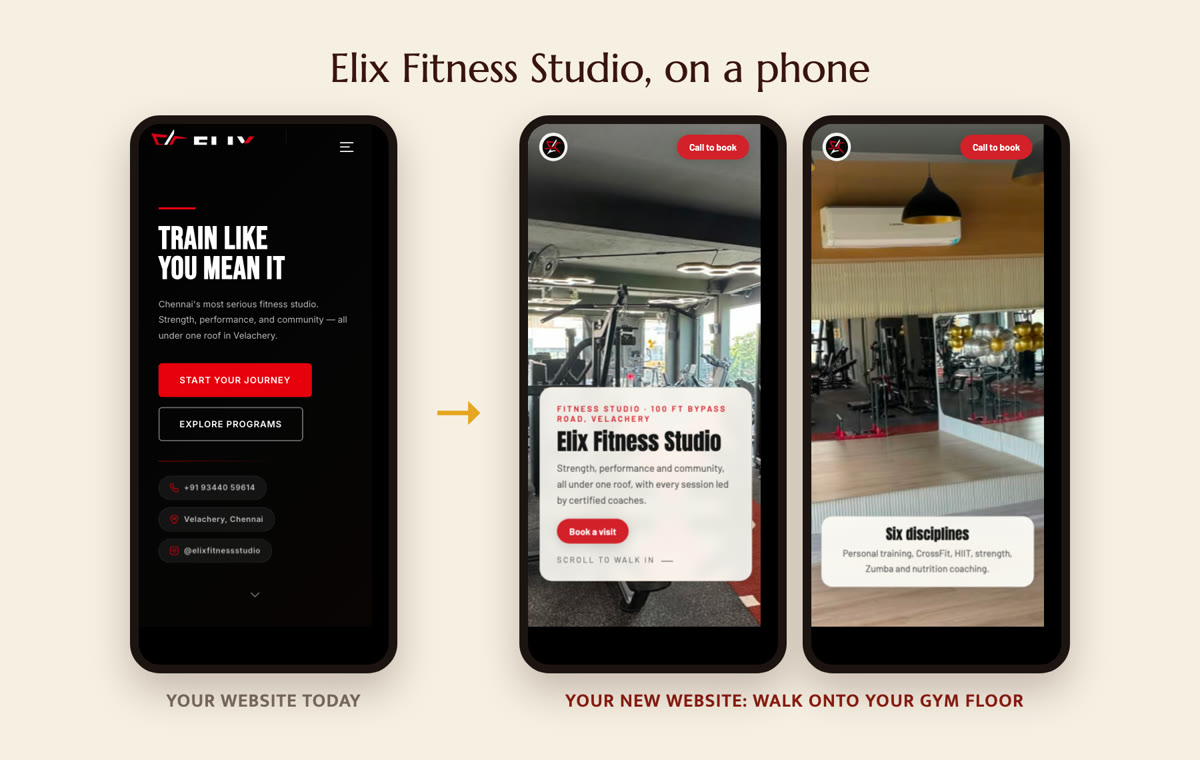 Elix Fitness Studio, on a phone
ELIX
TRAIN LIKE
YOU MEAN IT
Chennai's most serious fitness studio.
Strength, performance, and community — all
under one roof in Velachery.
START YOUR JOURNEY
EXPLORE PROGRAMS
+91 93440 59614
Velachery, Chennai
@elixfitnessstudio
YOUR WEBSITE TODAY
Call to book
FITNESS STUDIO · 100 FT BYPASS
ROAD, VELACHERY
Elix Fitness Studio
Strength, performance and community,
all under one roof, with every session led
by certified coaches.
Book a visit
SCROLL TO WALK IN
Call to book
Six disciplines
Personal training, CrossFit, HIIT, strength,
Zumba and nutrition coaching.
YOUR NEW WEBSITE: WALK ONTO YOUR GYM FLOOR